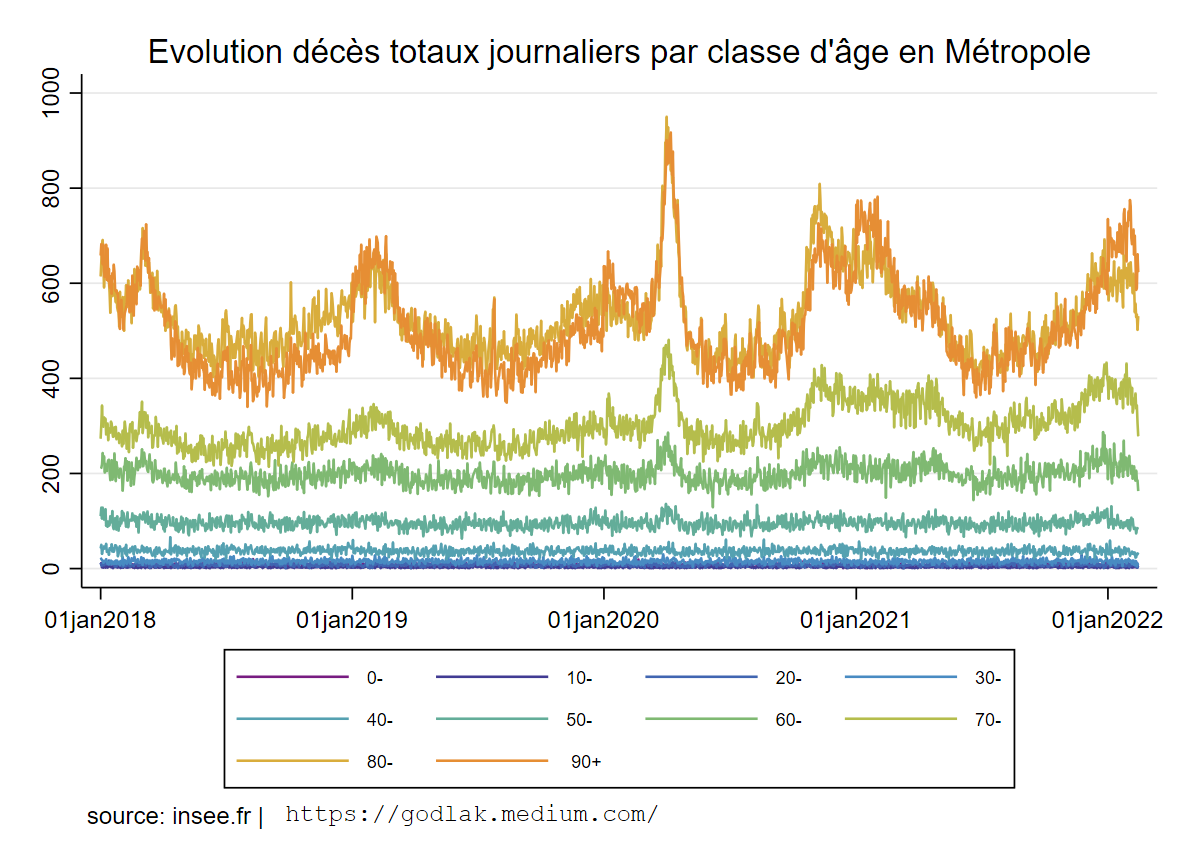 Evolution décès totaux journaliers par classe d'âge en Métropole
1000
800
600
400
200
0
01jan2018 01jan2019 01jan2020 01jan2021 01jan2022
0- 10- 20- 30-
40- 50- 60- 70-
80- 90+
source: insee.fr | https://godlak.medium.com/